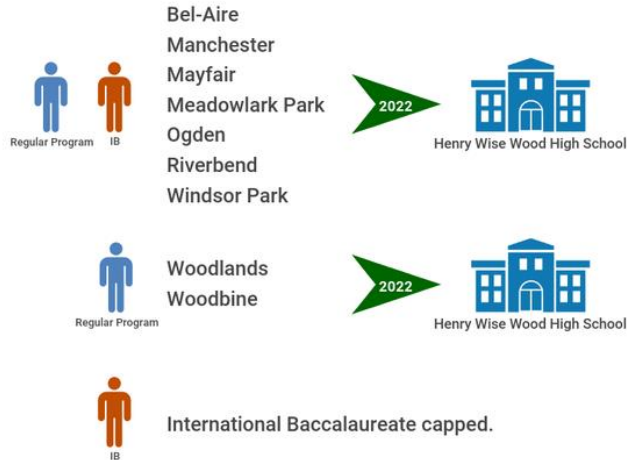 Bel-Aire
Manchester
Mayfair
Meadowlark Park
Ogden
Riverbend
Windsor Park
Regular Program
IB
2022
Henry Wise Wood High School
Woodlands
Woodbine
Regular Program
2022
Henry Wise Wood High School
International Baccalaureate capped.
IB